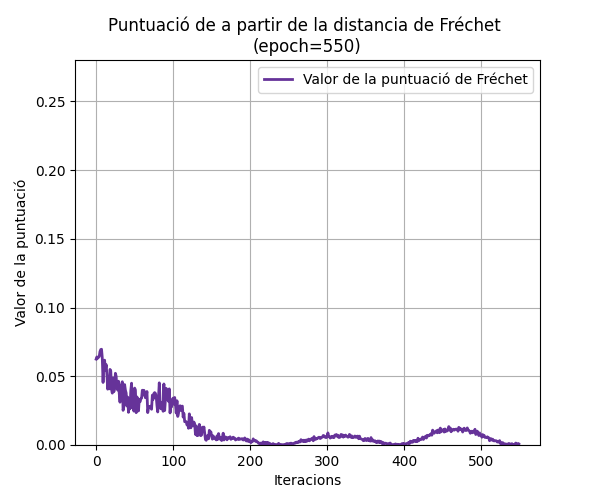 Puntuació de a partir de la distancia de Fréchet
(epoch=550)
Valor de la puntuació de Fréchet
Valor de la puntuació
0.25
0.20
0.15
0.10
0.05
0.00
0 100 200 300 400 500
Iteracions